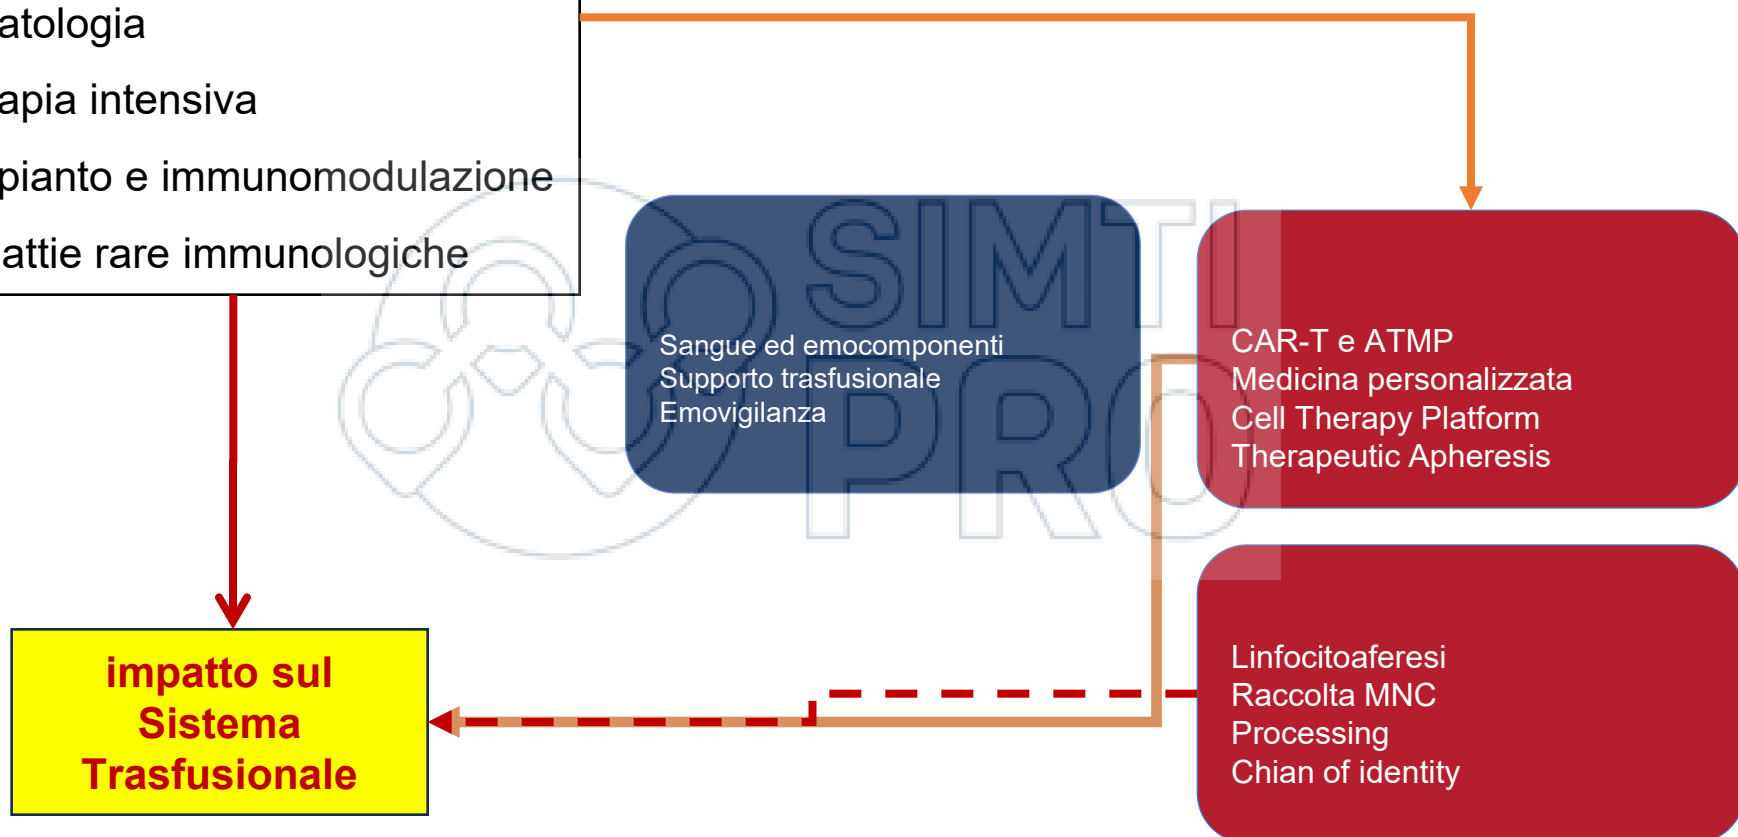 atologia
apia intensiva
pianto e immunomodulazione
attie rare immunologiche
SIMTI
PRO
Sangue ed emocomponenti
Supporto trasfusionale
Emovigilanza
CAR-T e ATMP
Medicina personalizzata
Cell Therapy Platform
Therapeutic Apheresis
Linfocitoaferesi
Raccolta MNC
Processing
Chian of identity
impatto sul
Sistema
Trasfusionale